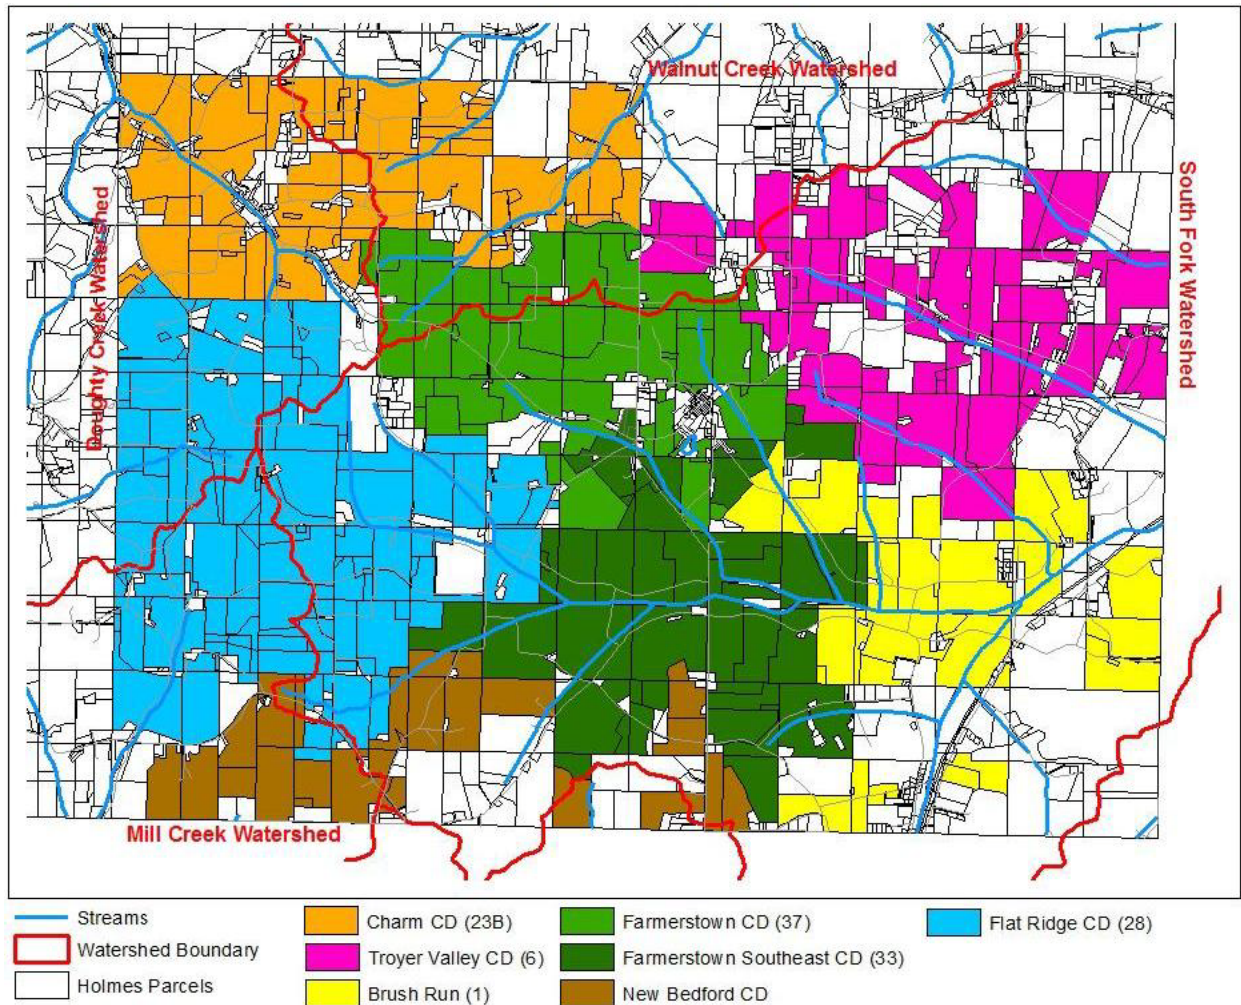 Walnut Creek Watershed
South Fork Watershed
Doughty Creek Watershed
Mill Creek Watershed
Streams
Watershed Boundary
Holmes Parcels
Charm CD (23B)
Troyer Valley CD (6)
Brush Run (1)
Farmerstown CD (37)
Farmerstown Southeast CD (33)
New Bedford CD
Flat Ridge CD (28)